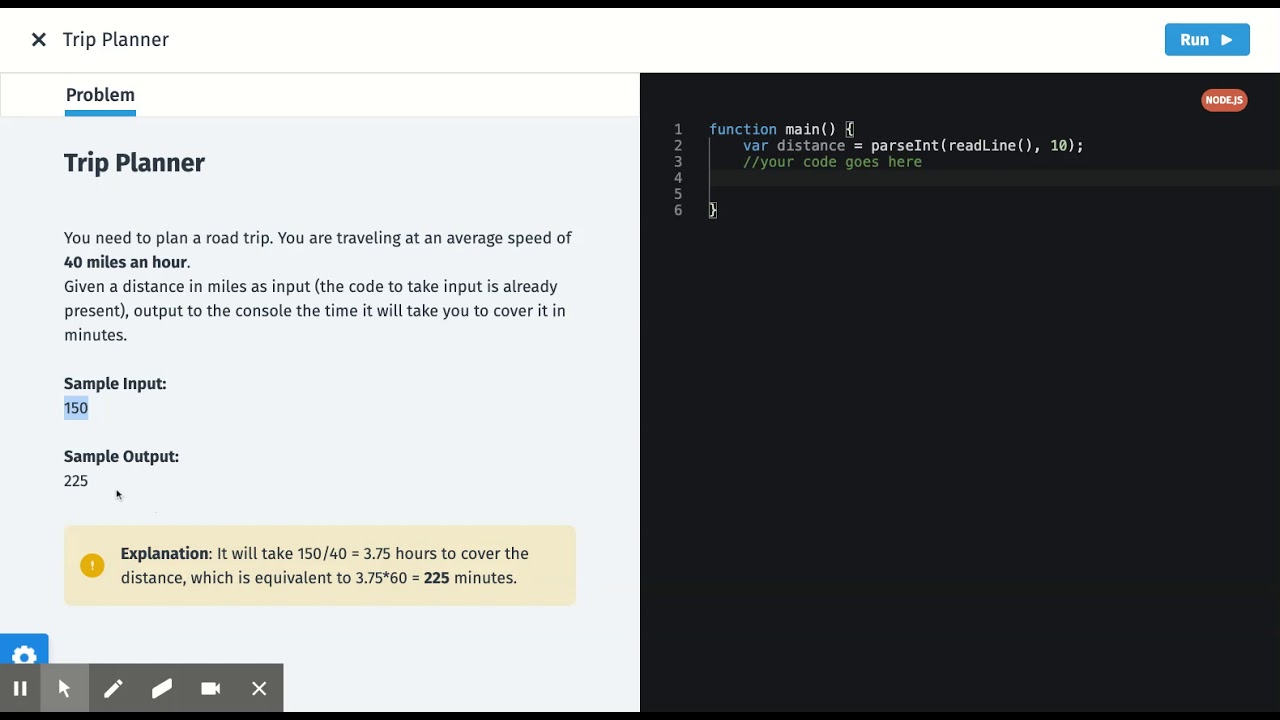 ✕ Trip Planner
Run ▶
Problem
Trip Planner
You need to plan a road trip. You are traveling at an average speed of
40 miles an hour.
Given a distance in miles as input (the code to take input is already
present), output to the console the time it will take you to cover it in
minutes.
Sample Input:
150
Sample Output:
225
! Explanation: It will take 150/40 = 3.75 hours to cover the
distance, which is equivalent to 3.75*60 = 225 minutes.
NODE.JS
1 function main() {
2 var distance = parseInt(readLine(), 10);
3 //your code goes here
4
5
6 }